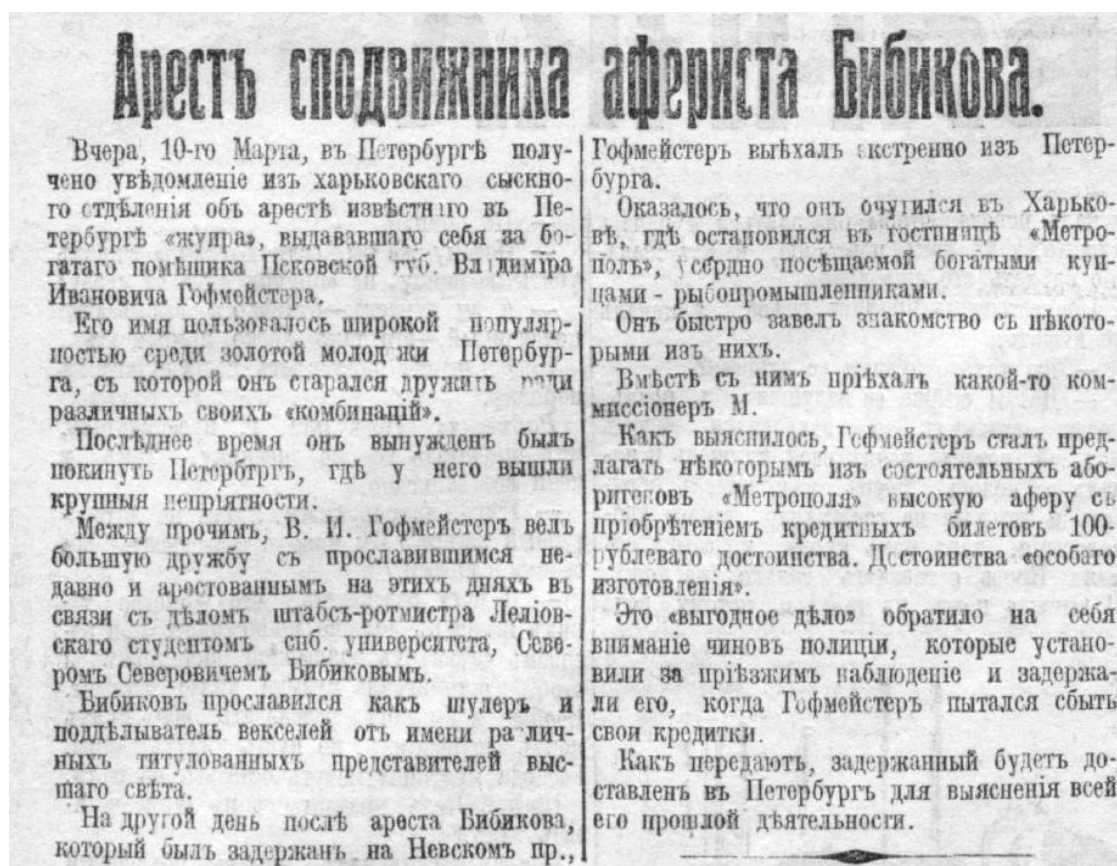 Арестъ сподвижника афериста Бибикова.
Вчера, 10-го Марта, въ Петербургѣ полу-
чено увѣдомленіе изъ харьковскаго сыскно-
го отдѣленія объ арестѣ извѣстнаго въ Пе-
тербургѣ «жуира», выдававшаго себя за бо-
гатаго помѣщика Псковской губ. Владиміра
Ивановича Гофмейстера.
Его имя пользовалось широкой популяр-
ностью среди золотой молод жи Петербур-
га, съ которой онъ старался дружить ради
различныхъ своихъ «комбинацій».
Послѣднее время онъ вынужденъ былъ
покинуть Петербтргъ, гдѣ у него вышли
крупныя непріятности.
Между прочимъ, В. И. Гофмейстеръ велъ
большую дружбу съ прославившимся не-
давно и арестованнымъ на этихъ дняхъ въ
связи съ дѣломъ штабсъ-ротмистра Леліов-
скаго студентомъ спб. университета, Севе-
ромъ Северовичемъ Бибиковымъ.
Бибиковъ прославился какъ шулеръ и
поддѣлыватель векселей отъ имени ра лич-
ныхъ титулованныхъ представителей выс-
шаго свѣта.
На другой день послѣ ареста Бибикова,
который былъ задержанъ на Невскомъ пр.,
Гофмейстеръ выѣхалъ экстренно изъ Петер-
бурга.
Оказалось, что онъ очутился въ Харько-
вѣ, гдѣ остановился въ гостиницѣ «Метро-
поль», усердно посѣщаемой богатыми куп-
цами - рыбопромышленниками.
Онъ быстро завелъ знакомство съ нѣкото-
рыми изъ нихъ.
Вмѣстѣ съ нимъ пріѣхалъ какой-то ком-
миссіонеръ М.
Какъ выяснилось, Гофмейстеръ сталъ пред-
лагать нѣкоторымъ изъ состоятельныхъ або-
ригеновъ «Метрополя» высокую аферу съ
пріобрѣтеніемъ кредитныхъ билетовъ 100
рублеваго достоинства. Достоинства «особаго
изготовленія».
Это «выгодное дѣло» обратило на себя
вниманіе чиновъ полиціи, которые устано-
вили за пріѣзжимъ наблюденіе и задержа-
ли его, когда Гофмейстеръ пытался сбыть
свои кредитки.
Какъ передаютъ, задержанный будетъ до-
ставленъ въ Петербургъ для выясненія всей
его прошлой дѣятельности.